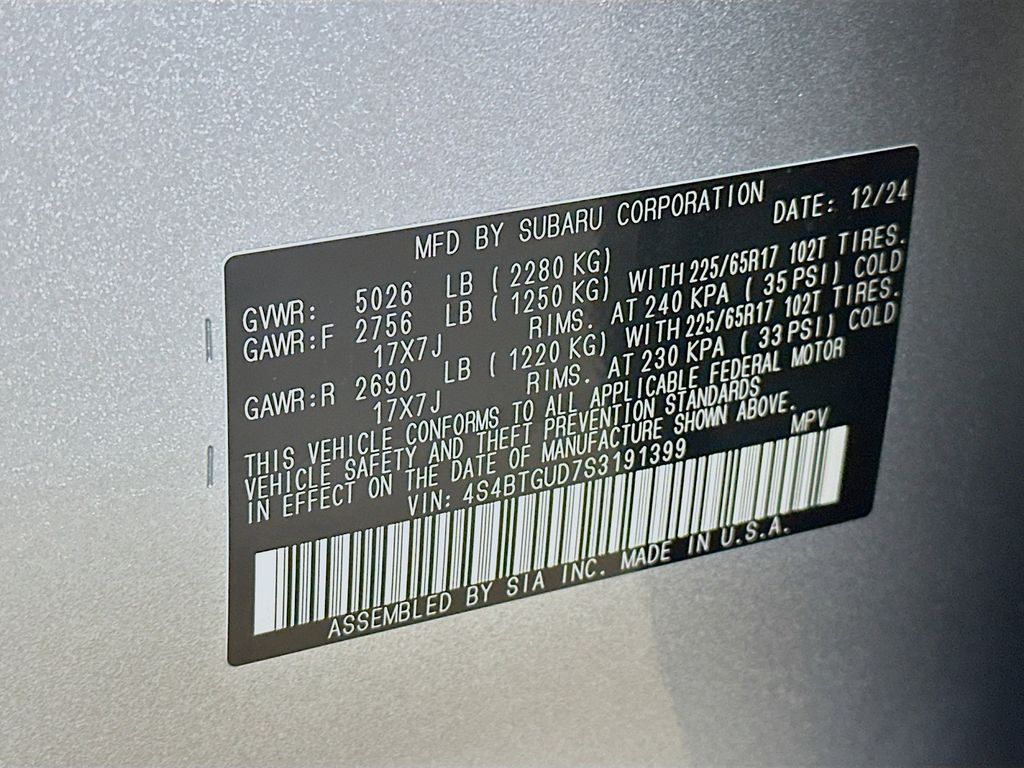 MFD BY SUBARU CORPORATION DATE: 12/24
GVWR: 5026 LB ( 2280 KG)
GAWR:F 2756 LB ( 1250 KG) WITH 225/65R17 102T TIRES.
17X7J RIMS. AT 240 KPA ( 35 PSI) COLD
GAWR:R 2690 LB ( 1220 KG) WITH 225/65R17 102T TIRES.
17X7J RIMS. AT 230 KPA ( 33 PSI) COLD
THIS VEHICLE CONFORMS TO ALL APPLICABLE FEDERAL MOTOR
VEHICLE SAFETY AND THEFT PREVENTION STANDARDS
IN EFFECT ON THE DATE OF MANUFACTURE SHOWN ABOVE.
VIN: 4S4BTGUD7S3191399 MPV
ASSEMBLED BY SIA INC. MADE IN U.S.A.